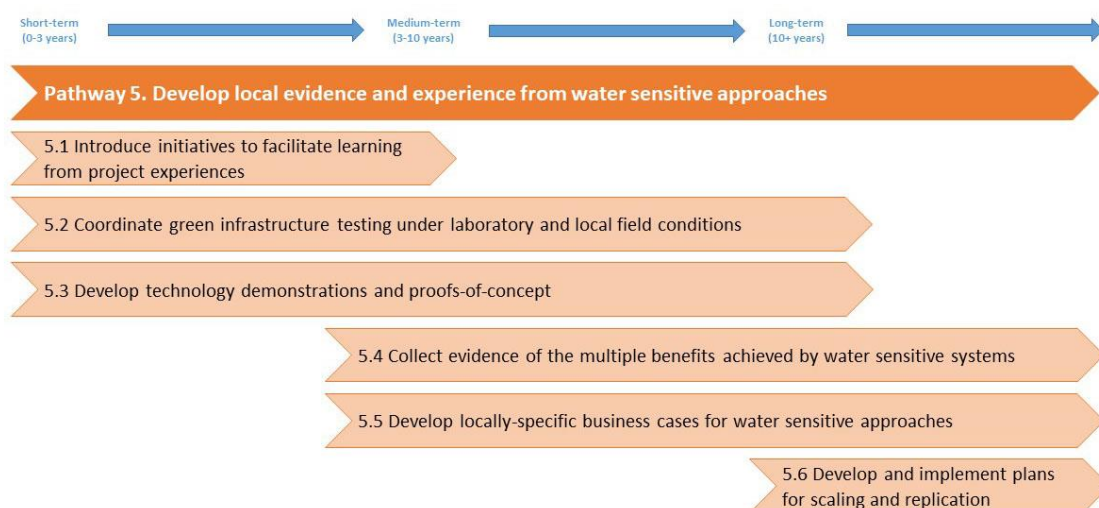 Short-term
(0-3 years)
Medium-term
(3-10 years)
Long-term
(10+ years)
Pathway 5. Develop local evidence and experience from water sensitive approaches
5.1 Introduce initiatives to facilitate learning
from project experiences
5.2 Coordinate green infrastructure testing under laboratory and local field conditions
5.3 Develop technology demonstrations and proofs-of-concept
5.4 Collect evidence of the multiple benefits achieved by water sensitive systems
5.5 Develop locally-specific business cases for water sensitive approaches
5.6 Develop and implement plans
for scaling and replication